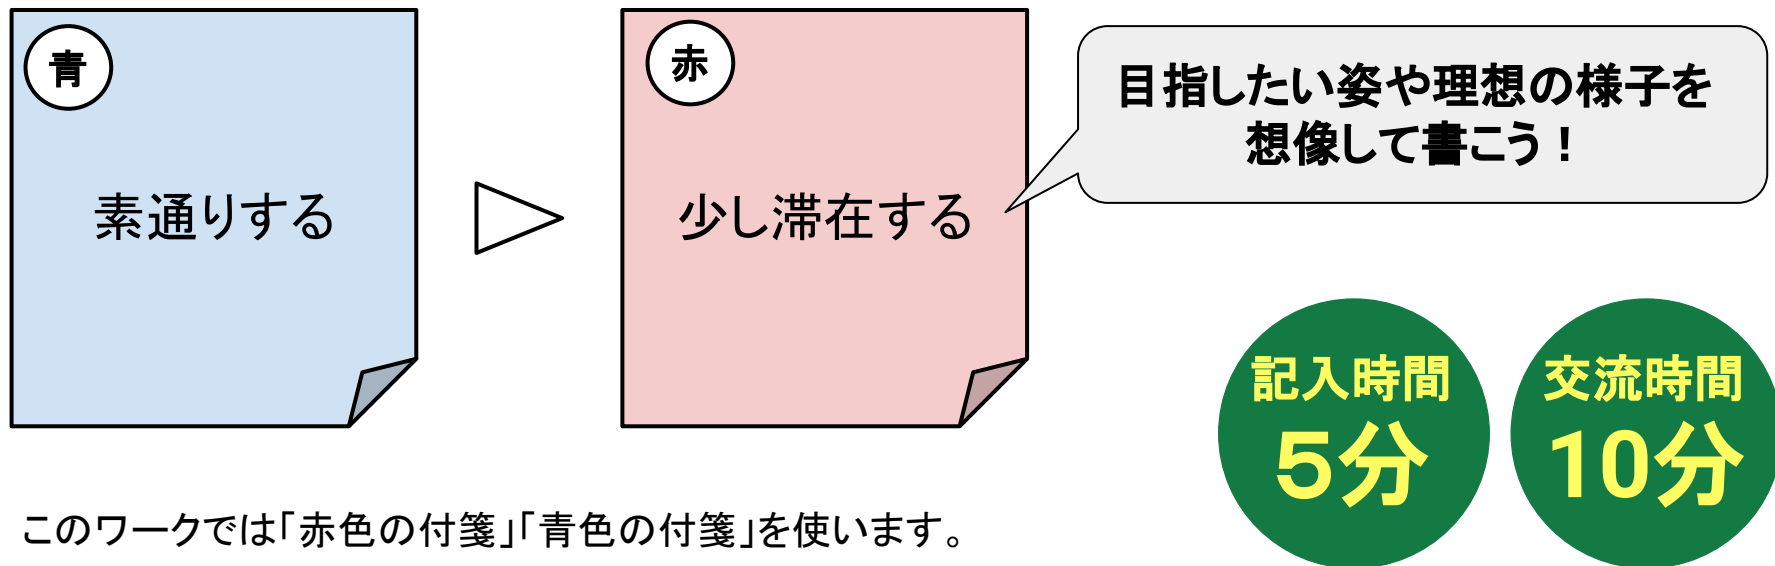 青
素通りする
赤
少し滞在する
目指したい姿や理想の様子を
想像して書こう！
記入時間
5分
交流時間
10分
このワークでは「赤色の付箋」「青色の付箋」を使います。